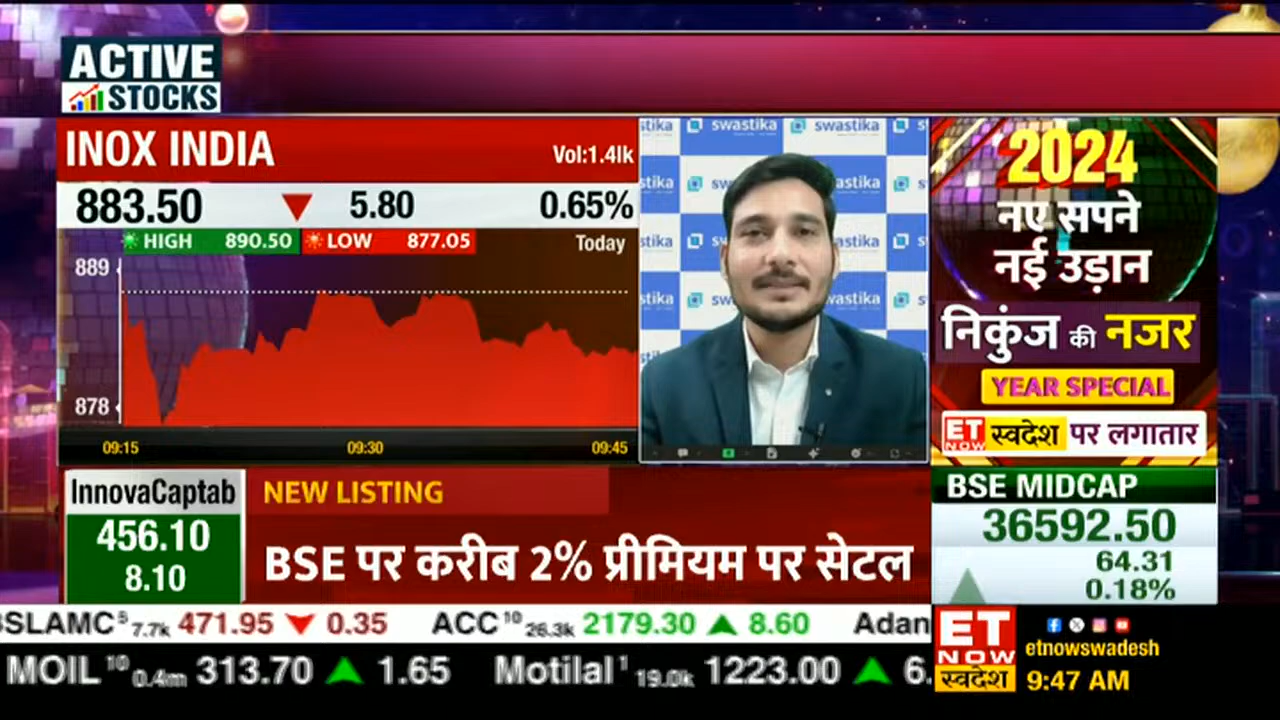 ACTIVE
STOCKS
INOX INDIA
Vol:1.4lk
883.50 ▼ 5.80 0.65%
HIGH 890.50 LOW 877.05 Today
889
878
09:15 09:30 09:45
swastika swastika
2024
नए सपने
नई उड़ान
निकुंज की नजर
YEAR SPECIAL
ET NOW स्वदेश पर लगातार
InnovaCaptab
456.10
8.10
NEW LISTING
BSE पर करीब 2% प्रीमियम पर सेटल
BSE MIDCAP
36592.50
64.31
0.18%
BSLAMC 5 7.7k 471.95 ▼ 0.35 ACC 10 26.3k 2179.30 ▲ 8.60 Adan
MOIL 10 0.4m 313.70 ▲ 1.65 Motilal 1 19.0k 1223.00 ▲ 6.
ET
NOW
स्वदेश
etnowswadesh
9:47 AM